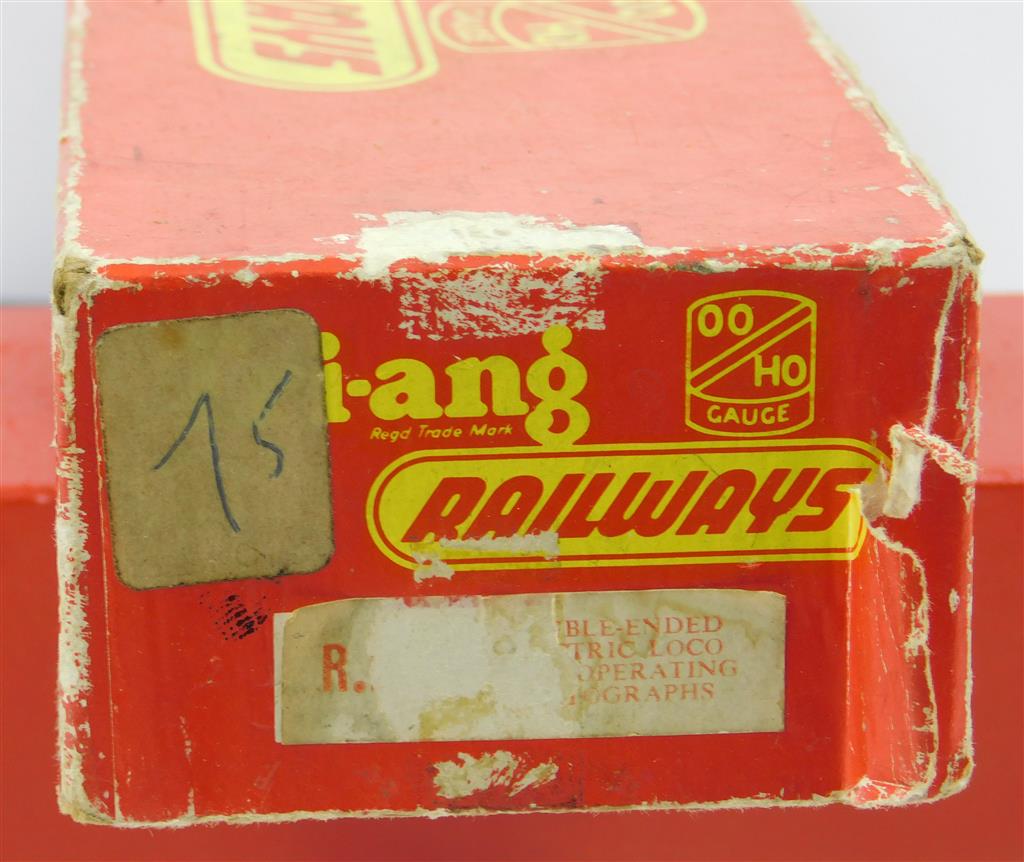 15
i-ang
Regd Trade Mark
OO
HO
GAUGE
RAILWAYS
R.
BLE-ENDED
TRIC LOCO
OPERATING
OGRAPHS